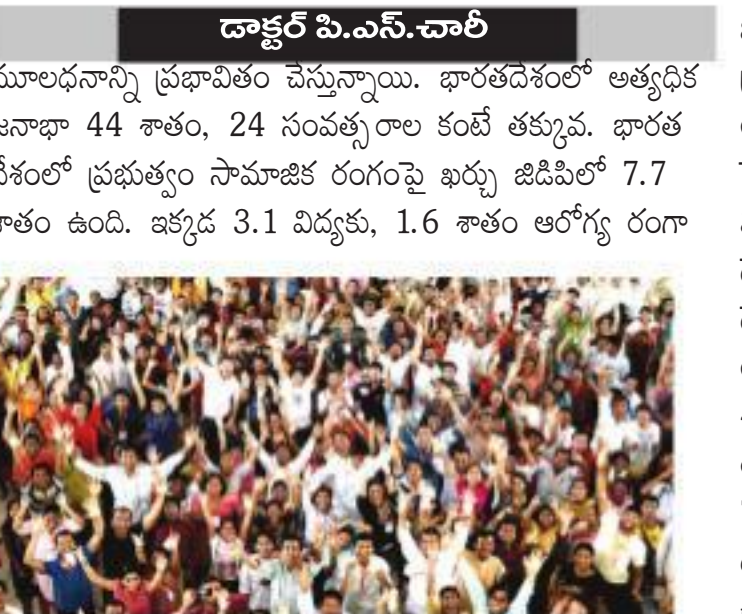 డాక్టర్ పి.ఎస్.చారీ
మూలధనాన్ని ప్రభావితం చేస్తున్నాయి. భారతదేశంలో అత్యధిక
జనాభా 44 శాతం, 24 సంవత్సరాల కంటే తక్కువ. భారత
దేశంలో ప్రభుత్వం సామాజిక రంగంపై ఖర్చు జిడిపిలో 7.7
శాతం ఉంది. ఇక్కడ 3.1 విద్యకు, 1.6 శాతం ఆరోగ్య రంగా